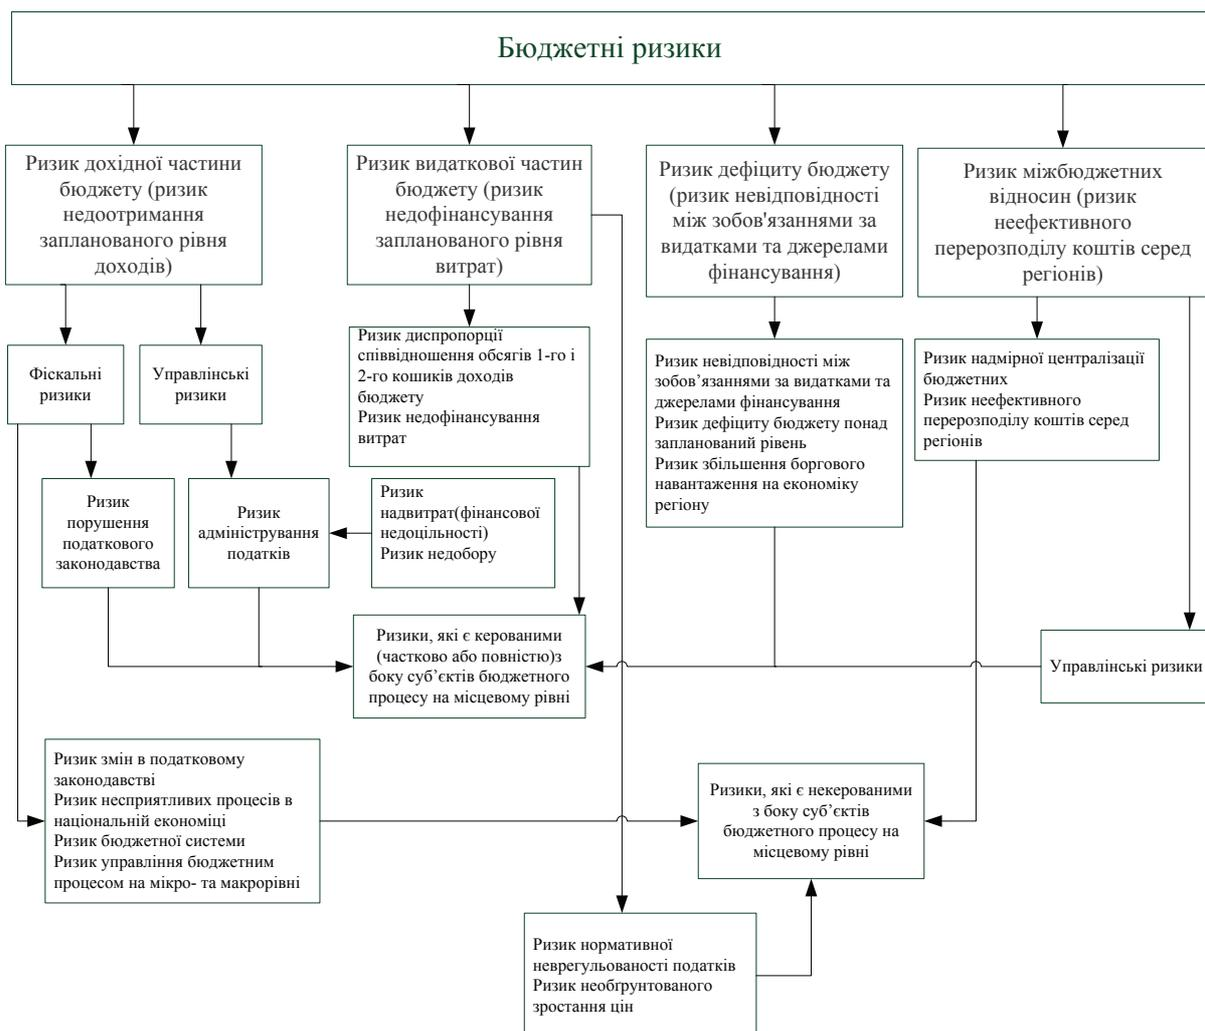 Бюджетні ризики
Ризик дохідної частини
бюджету (ризик
недоотримання
запланованого рівня
доходів)
Ризик видаткової частин
бюджету (ризик
недофінансування
запланованого рівня
витрат)
Ризик дефіциту бюджету
(ризик невідповідності
між зобов'язаннями за
видатками та джерелами
фінансування)
Ризик міжбюджетних
відносин (ризик
неефективного
перерозподілу коштів серед
регіонів)
Фіскальні
ризики
Управлінські
ризики
Ризик диспропорції
співвідношення обсягів 1-го і
2-го кошиків доходів
бюджету
Ризик недофінансування
витрат
Ризик невідповідності між
зобов’язаннями за видатками та
джерелами фінансування
Ризик дефіциту бюджету понад
запланований рівень
Ризик збільшення боргового
навантаження на економіку
регіону
Ризик надмірної централізації
бюджетних
Ризик неефективного
перерозподілу коштів серед
регіонів
Ризик
порушення
податкового
законодавства
Ризик
адміністрування
податків
Ризик
надвитрат(фінансової
недоцільності)
Ризик недобору
Ризики, які є керованими
(частково або повністю)з
боку суб’єктів бюджетного
процесу на місцевому рівні
Управлінські ризики
Ризик змін в податковому
законодавстві
Ризик несприятливих процесів в
національній економіці
Ризик бюджетної системи
Ризик управління бюджетним
процесом на мікро- та макрорівні
Ризики, які є некерованими
з боку суб’єктів
бюджетного процесу на
місцевому рівні
Ризик нормативної
неврегульованості податків
Ризик необґрунтованого
зростання цін